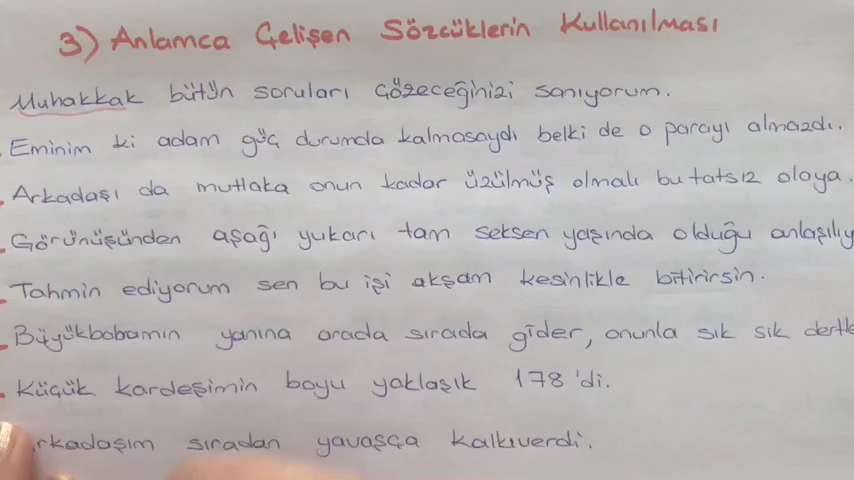 3) Anlamca Gelişen Sözcüklerin Kullanılması
Muhakkak bütün soruları çözeceğinizi sanıyorum.
Eminim ki adam güç durumda kalmasaydı belki de o parayı almazdı.
Arkadaşı da mutlaka onun kadar üzülmüş olmalı bu tatsız olaya.
Görünüşünden aşağı yukarı tam seksen yaşında olduğu anlaşılıy
Tahmin ediyorum sen bu işi akşam kesinlikle bitirirsin.
Büyükbabamın yanına arada sırada gider, onunla sık sık dertle
Küçük kardeşimin boyu yaklaşık 178'di.
rkadaşım sıradan yavaşça kalkıverdi.